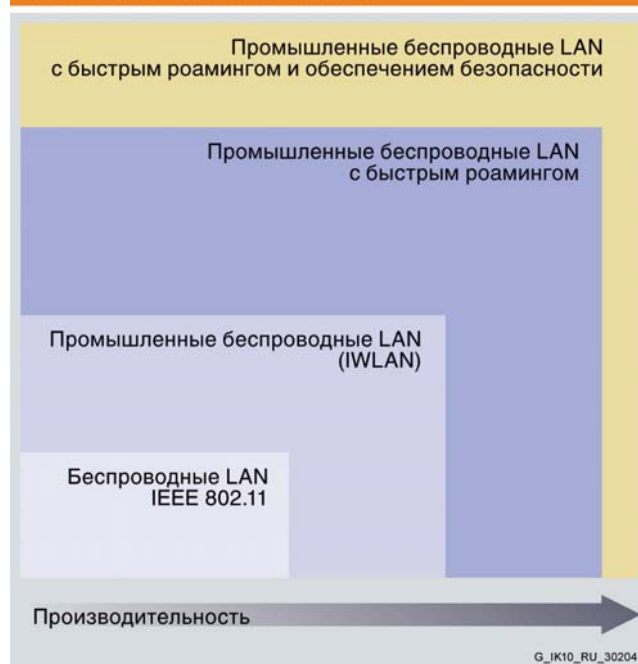 Промышленные беспроводные LAN
с быстрым роамингом и обеспечением безопасности
Промышленные беспроводные LAN
с быстрым роамингом
Промышленные беспроводные LAN
(IWLAN)
Беспроводные LAN
IEEE 802.11
Производительность
G_IK10_RU_30204